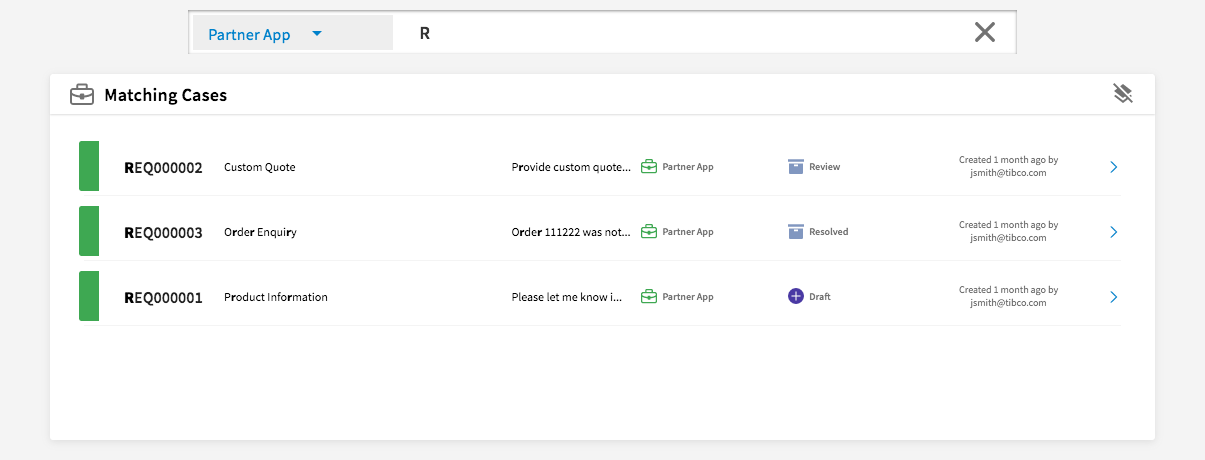 Partner App R
Matching Cases
REQ000002 Custom Quote Provide custom quote... Partner App Review Created 1 month ago by
jsmith@tibco.com
REQ000003 Order Enquiry Order 111222 was not... Partner App Resolved Created 1 month ago by
jsmith@tibco.com
REQ000001 Product Information Please let me know i... Partner App Draft Created 1 month ago by
jsmith@tibco.com